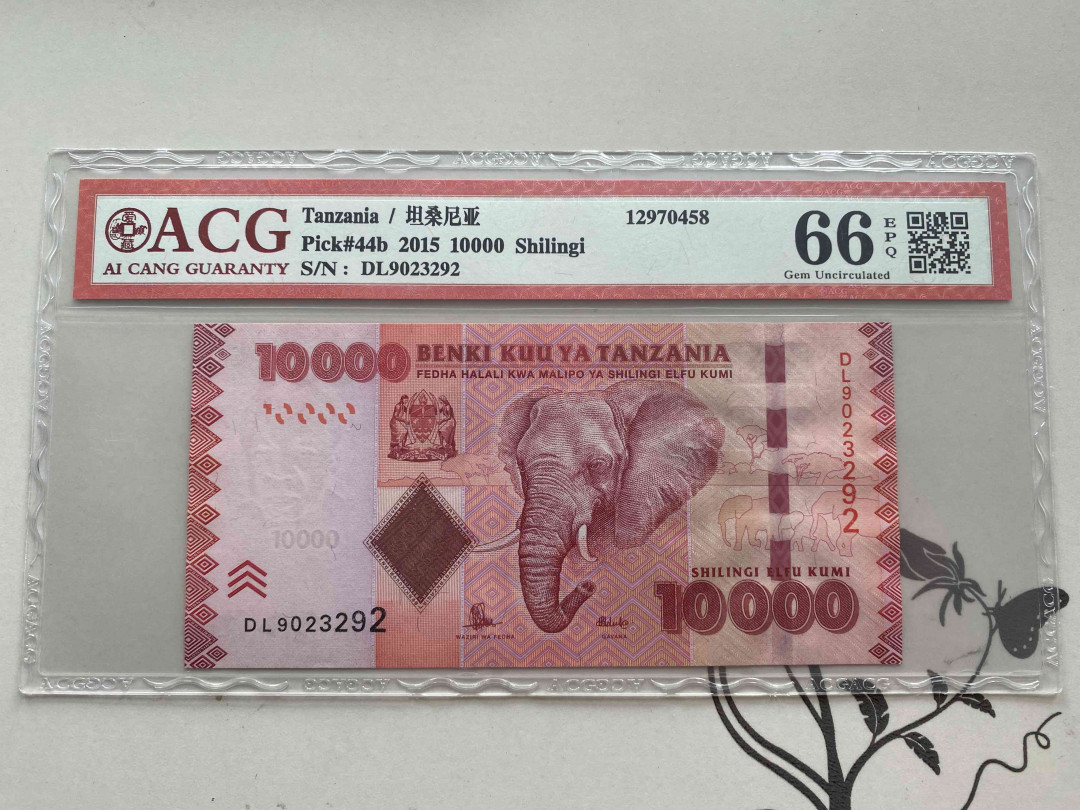 ACG
AI CANG GUARANTY
Tanzania / 坦桑尼亚
Pick#44b 2015 10000 Shilingi
S/N : DL9023292
12970458
66 EPQ
Gem Uncirculated
10000 BENKI KUU YA TANZANIA
FEDHA HALALI KWA MALIPO YA SHILINGI ELFU KUMI
DL9023292
10000
SHILINGI ELFU KUMI
10000
DL9023292
WAZIRI WA FEDHA
GAVANA